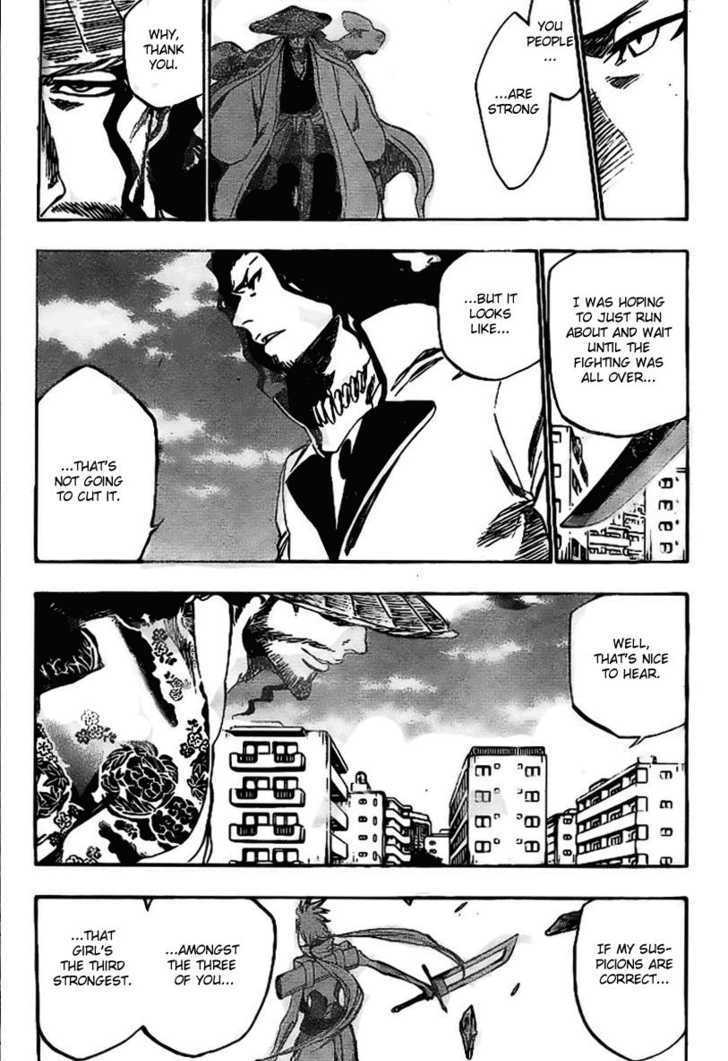 YOU
PEOPLE
...
...ARE
STRONG
WHY,
THANK
YOU.
I WAS HOPING
TO JUST RUN
ABOUT AND WAIT
UNTIL THE
FIGHTING WAS
ALL OVER...
...BUT IT
LOOKS
LIKE...
...THAT'S
NOT GOING
TO CUT IT.
WELL,
THAT'S NICE
TO HEAR.
IF MY SUS-
PICIONS ARE
CORRECT...
...AMONGST
THE THREE
OF YOU...
...THAT
GIRL'S
THE THIRD
STRONGEST.